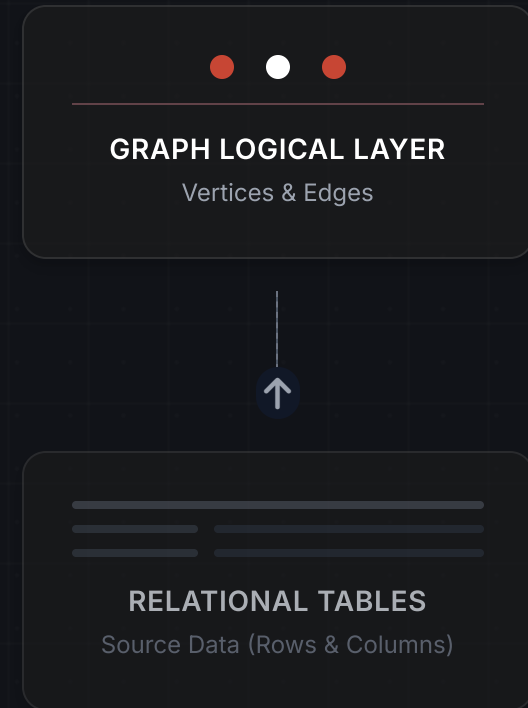 GRAPH LOGICAL LAYER
Vertices & Edges
RELATIONAL TABLES
Source Data (Rows & Columns)